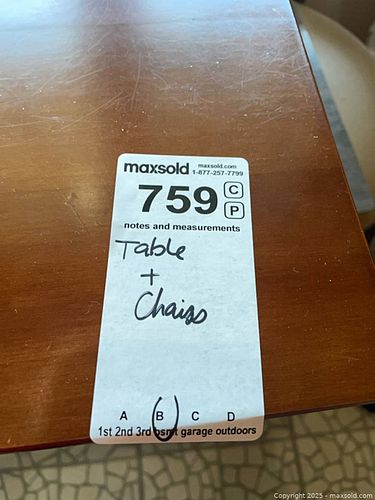 maxsold maxsold.com
1-877-257-7799
759 C
P
notes and measurements
Table
+
Chairs
A B C D
1st 2nd 3rd bsmt garage outdoors
Copyright 2025 - maxsold.com